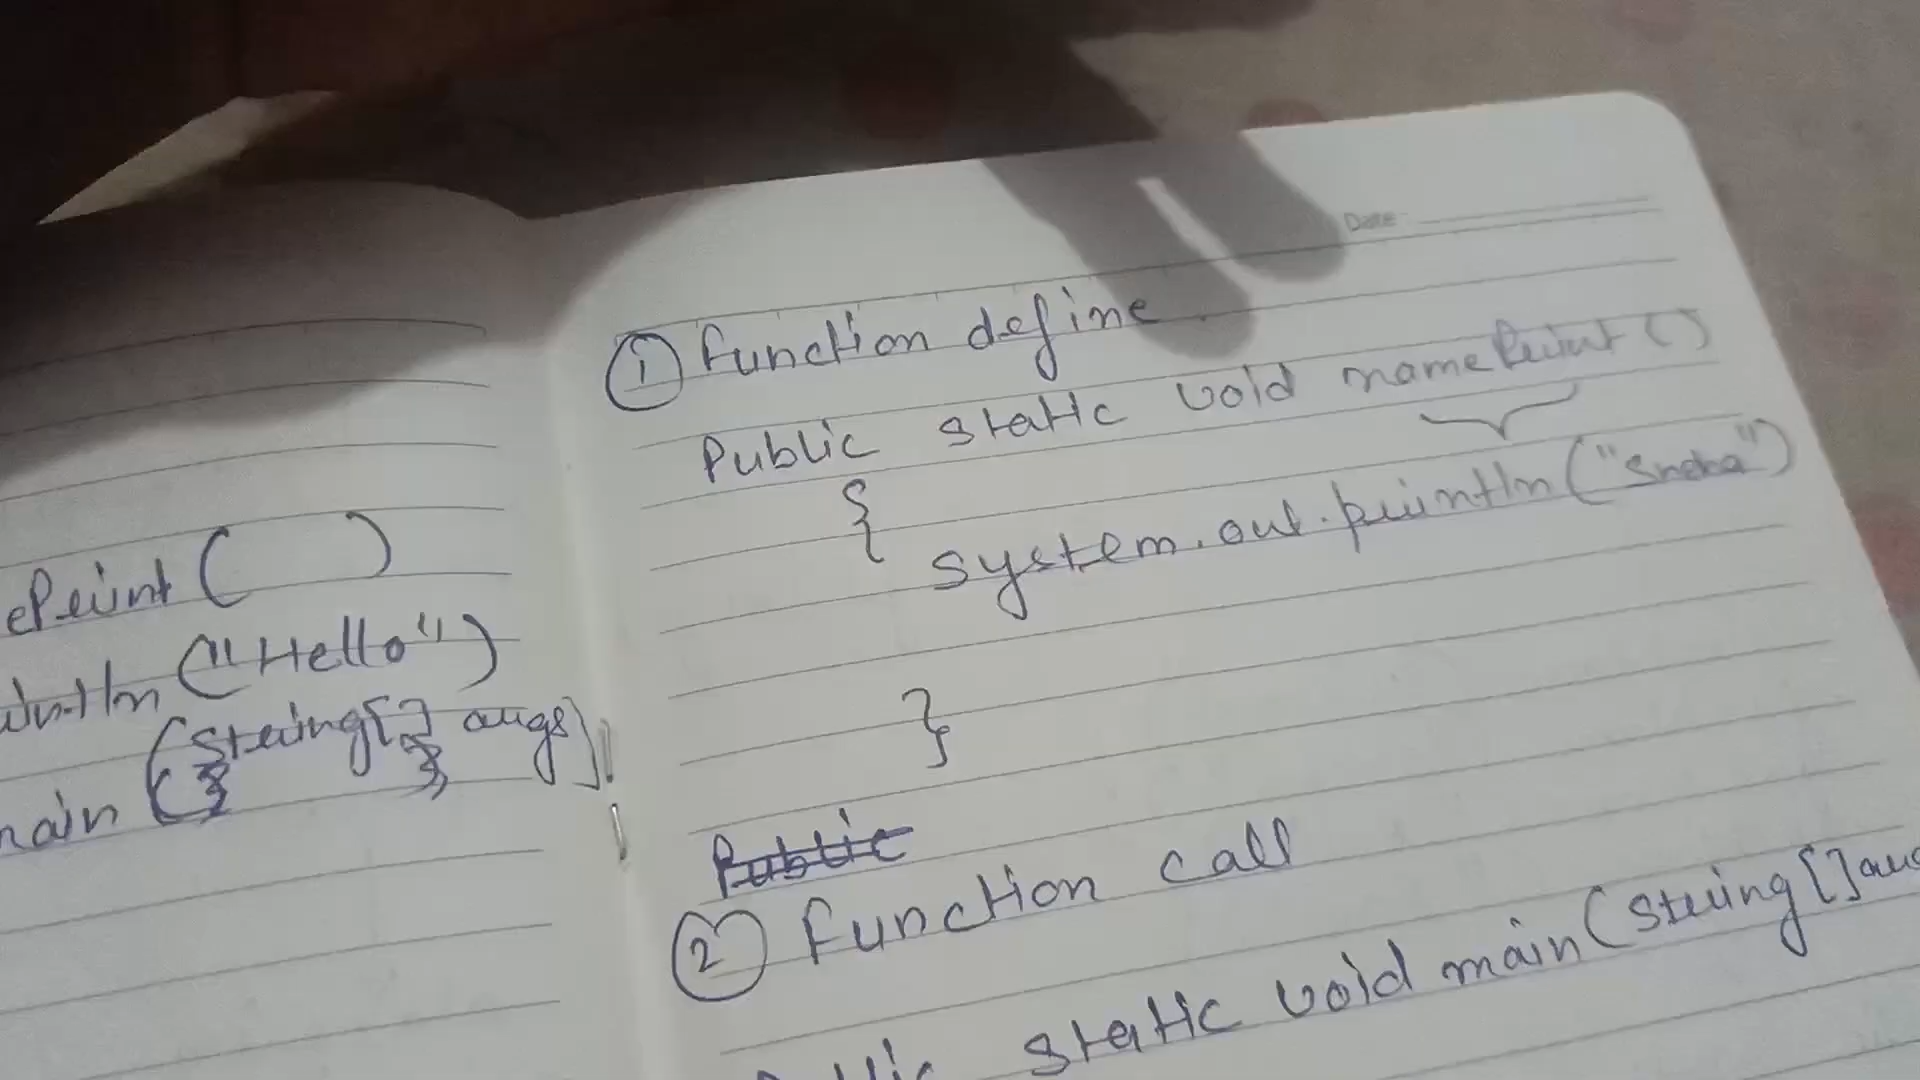 ePrint ( )
println ("Hello")
main (String[] args)
Date
① Function define.
Public static void namePrint ()
{
System.out.println ("Sneha")
}
Public
② Function call
static void main (String []